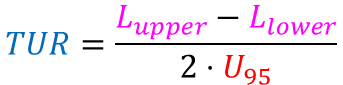 TUR = (L_upper − L_lower) / (2 · U_95)